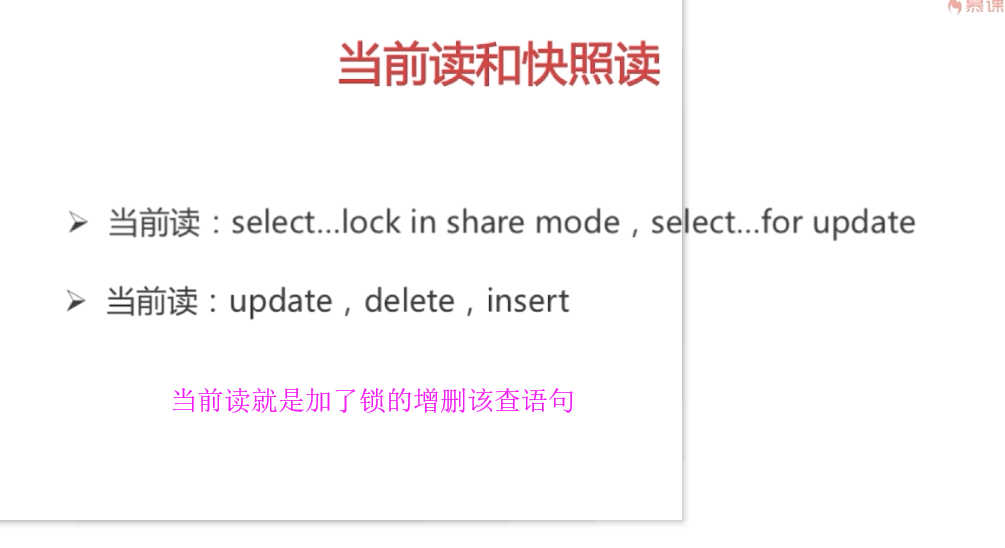 慕课
当前读和快照读
➢ 当前读：select...lock in share mode，select...for update
➢ 当前读：update，delete，insert
当前读就是加了锁的增删该查语句